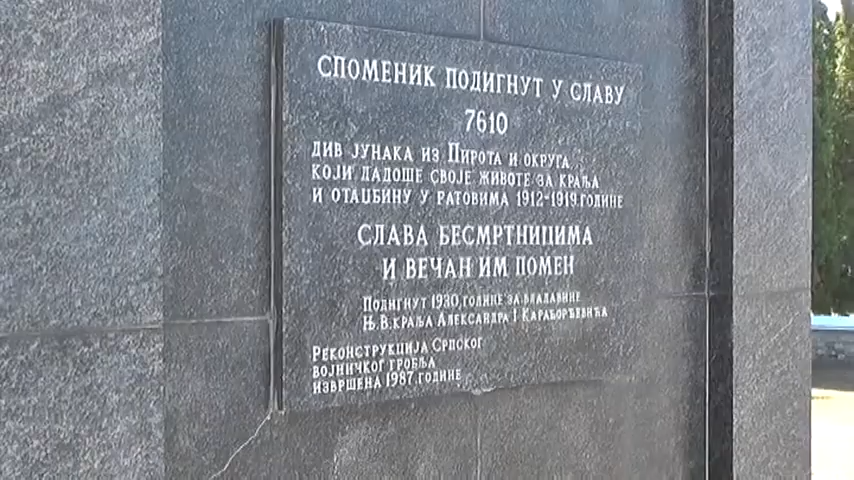 СПОМЕНИК ПОДИГНУТ У СЛАВУ
7610
ДИВ ЈУНАКА ИЗ ПИРОТА И ОКРУГА
КОЈИ ДАДОШЕ СВОЈЕ ЖИВОТЕ ЗА КРАЉА
И ОТАЏБИНУ У РАТОВИМА 1912-1919.ГОДИНЕ
СЛАВА БЕСМРТНИЦИМА
И ВЕЧАН ИМ ПОМЕН
ПОДИГНУТ 1930.ГОДИНЕ ЗА ВЛАДАВИНЕ
Њ.В.КРАЉА АЛЕКСАНДРА I КАРАЂОРЂЕВИЋА
РЕКОНСТРУКЦИЈА СРПСКОГ
ВОЈНИЧКОГ ГРОБЉА
ИЗВРШЕНА 1987.ГОДИНЕ